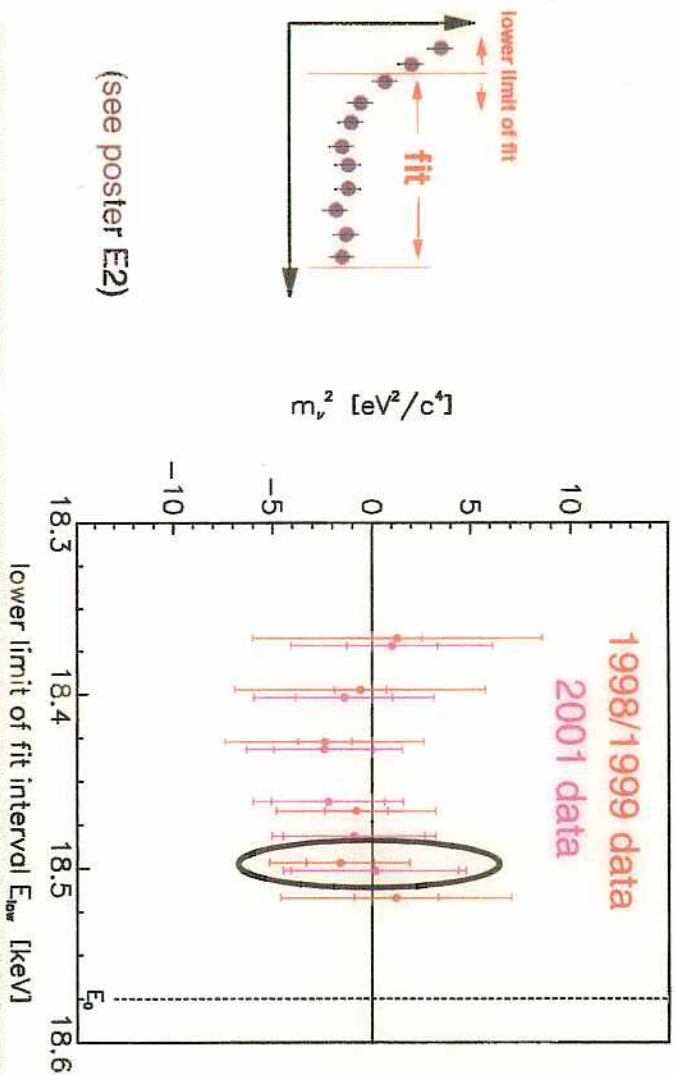 lower limit of fit
fit
(see poster E2)
m_ν² [eV²/c⁴]
10
5
0
−5
−10
1998/1999 data
2001 data
E₀
18.3
18.4
18.5
18.6
lower limit of fit interval E_low [keV]